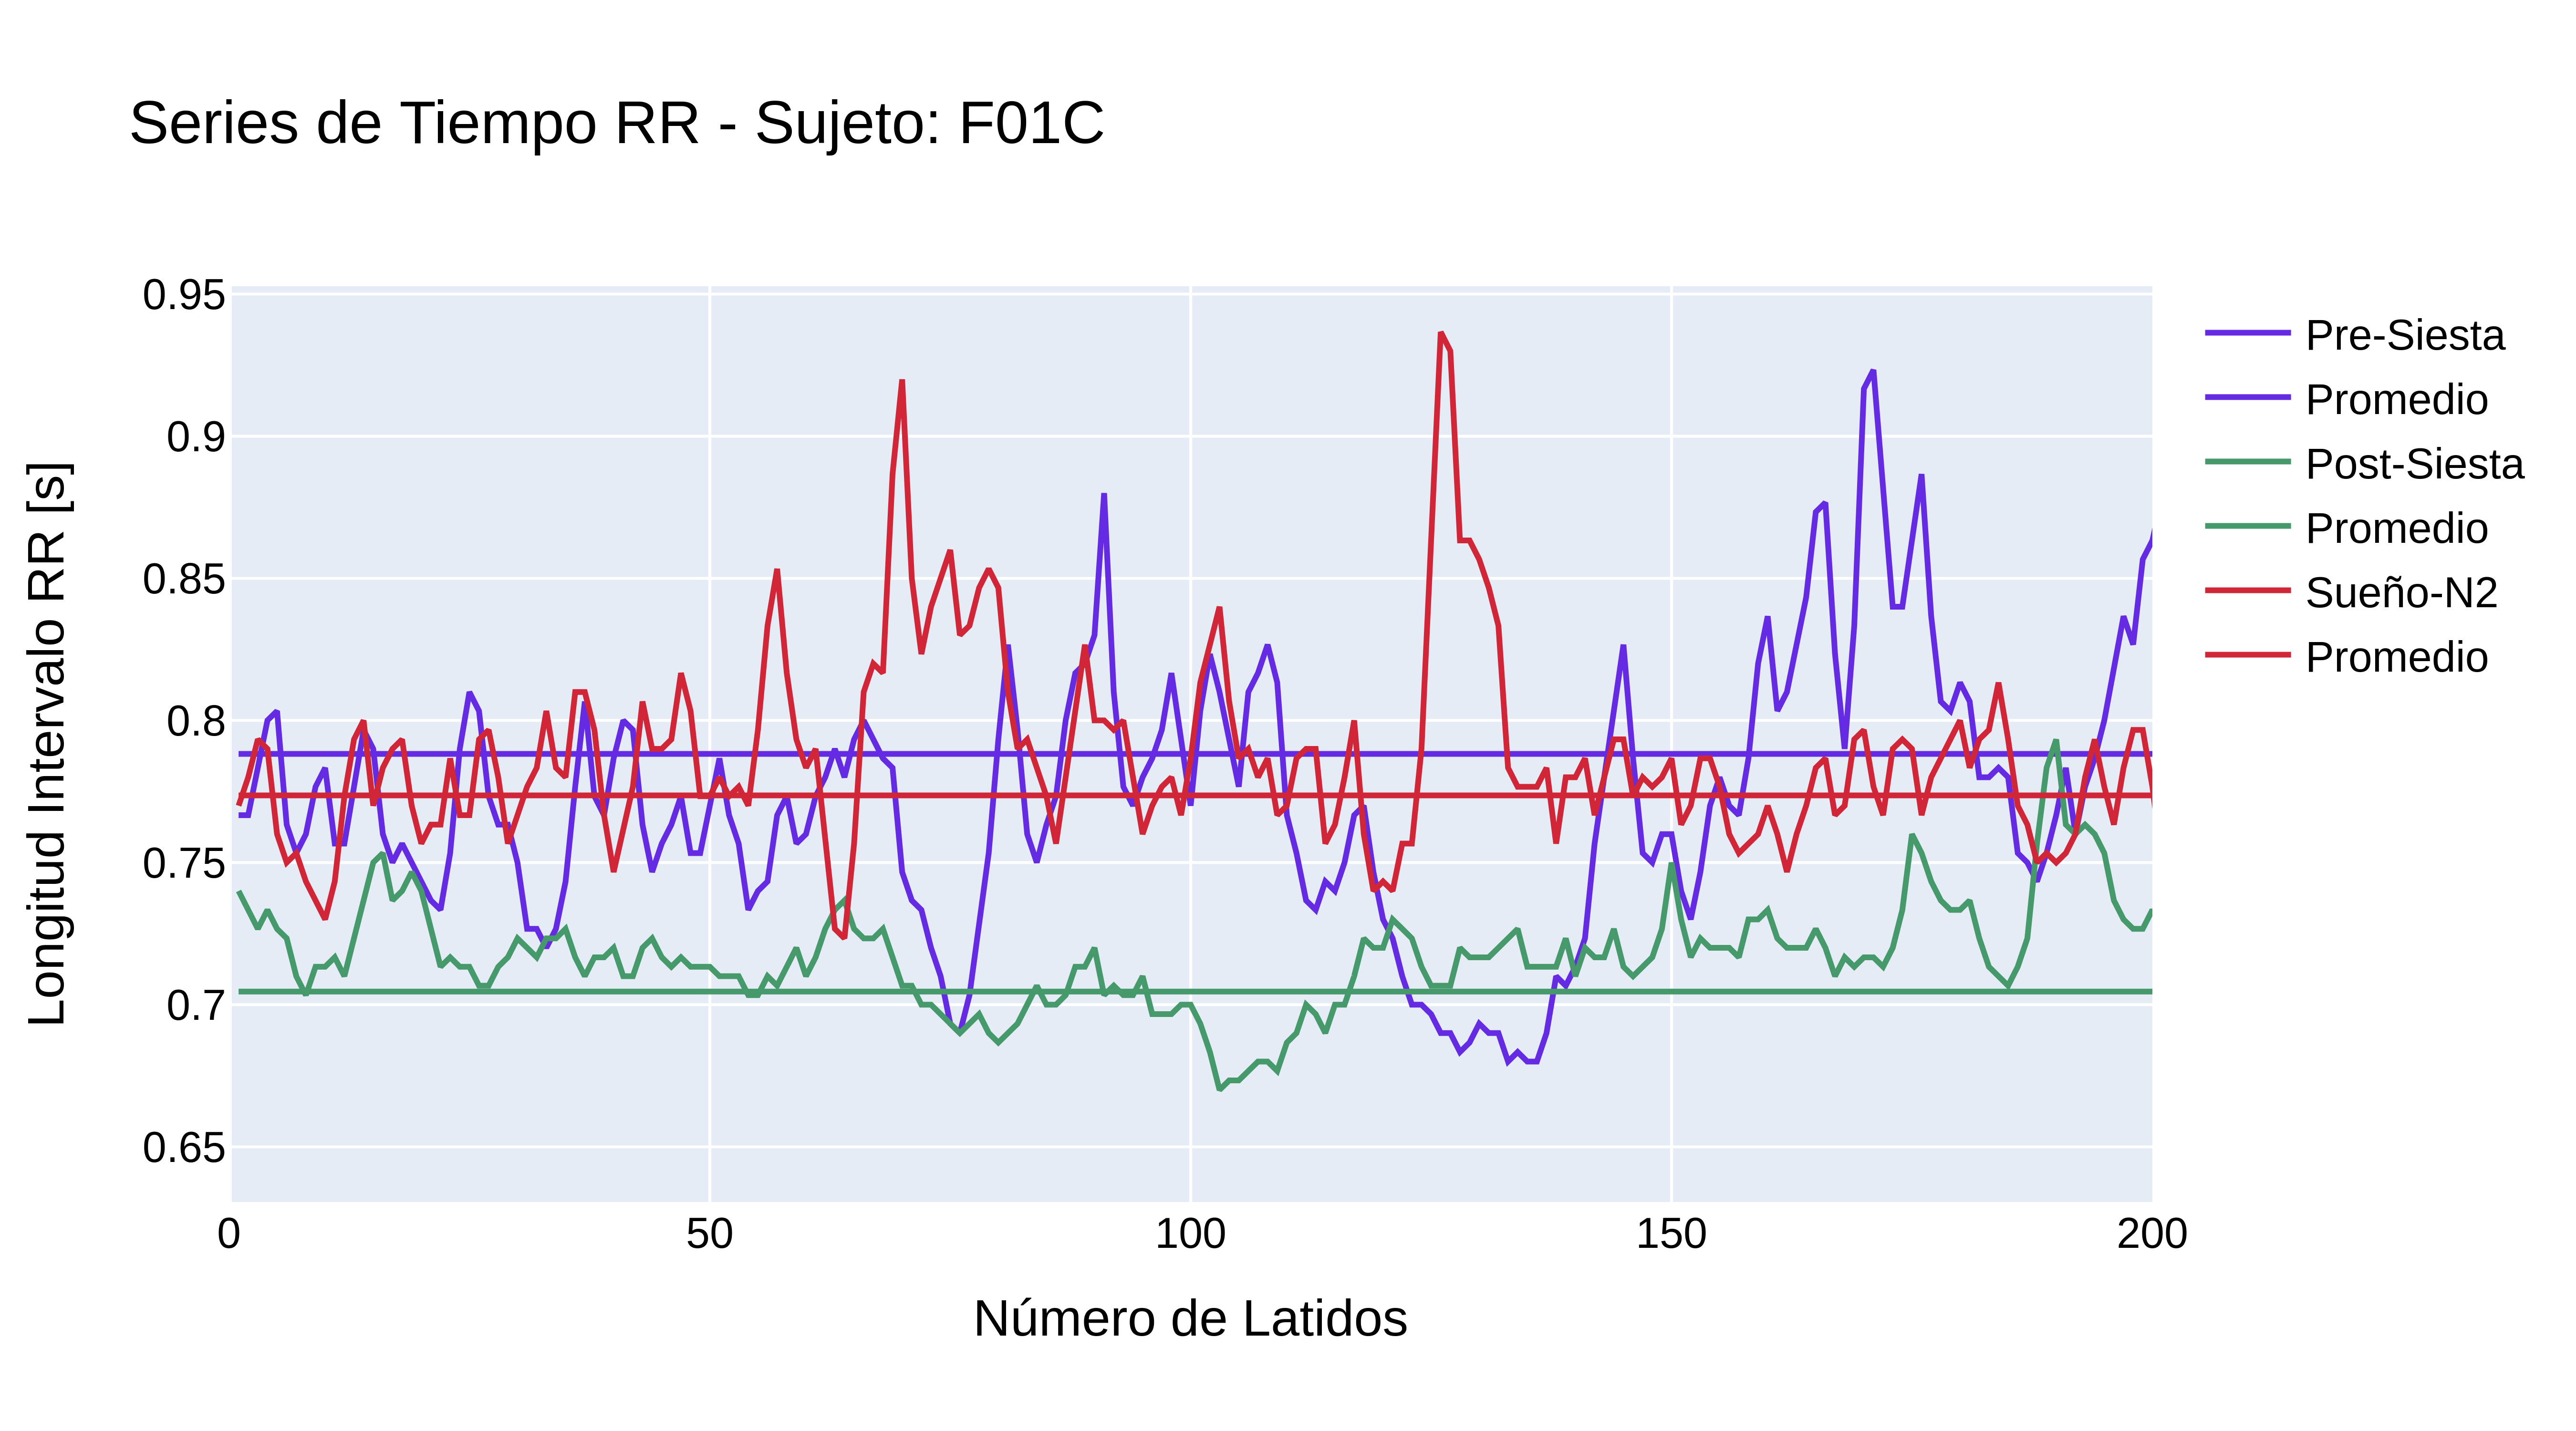 Series de Tiempo RR - Sujeto: F01C
Longitud Intervalo RR [s]
0.95
0.9
0.85
0.8
0.75
0.7
0.65
0
50
100
150
200
Número de Latidos
Pre-Siesta
Promedio
Post-Siesta
Promedio
Sueño-N2
Promedio